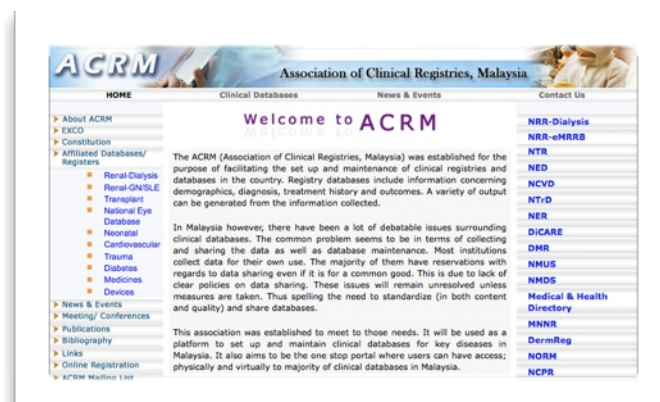 ACRM
Association of Clinical Registries, Malaysia
HOME
Clinical Databases
News & Events
Contact Us
About ACRM
EXCO
Constitution
Affiliated Databases/
Registers
Renal-Dialysis
Renal-GN/SLE
Transplant
National Eye
Database
Neonatal
Cardiovascular
Trauma
Diabetes
Medicines
Devices
News & Events
Meeting/ Conferences
Publications
Bibliography
Links
Online Registration
ACRM Mailing List
Welcome to ACRM
The ACRM (Association of Clinical Registries, Malaysia) was established for the
purpose of facilitating the set up and maintenance of clinical registries and
databases in the country. Registry databases include information concerning
demographics, diagnosis, treatment history and outcomes. A variety of output
can be generated from the information collected.
In Malaysia however, there have been a lot of debatable issues surrounding
clinical databases. The common problem seems to be in terms of collecting
and sharing the data as well as database maintenance. Most institutions
collect data for their own use. The majority of them have reservations with
regards to data sharing even if it is for a common good. This is due to lack of
clear policies on data sharing. These issues will remain unresolved unless
measures are taken. Thus spelling the need to standardize (in both content
and quality) and share databases.
This association was established to meet to those needs. It will be used as a
platform to set up and maintain clinical databases for key diseases in
Malaysia. It also aims to be the one stop portal where users can have access;
physically and virtually to majority of clinical databases in Malaysia.
NRR-Dialysis
NRR-eMRRB
NTR
NED
NCVD
NTrD
NER
DiCARE
DMR
NMUS
NMDS
Medical & Health
Directory
MNNR
DermReg
NORM
NCPR